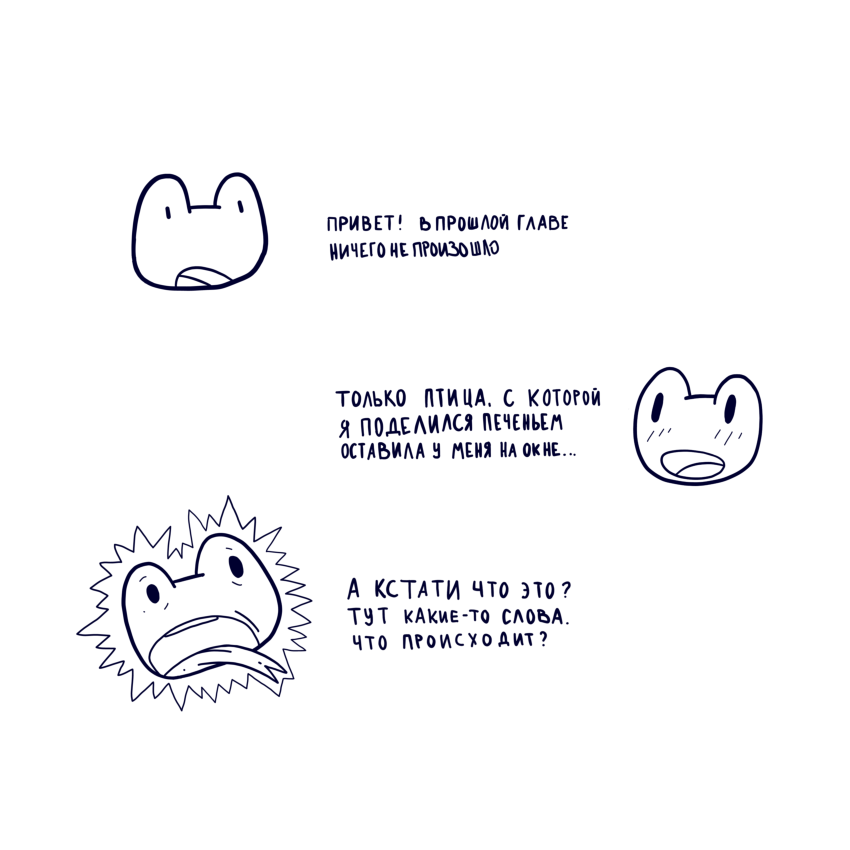 ПРИВЕТ! В ПРОШЛОЙ ГЛАВЕ
НИЧЕГО НЕ ПРОИЗОШЛО
ТОЛЬКО ПТИЦА. С КОТОРОЙ
Я ПОДЕЛИЛСЯ ПЕЧЕНЬЕМ
ОСТАВИЛА У МЕНЯ НА ОКНЕ...
А КСТАТИ ЧТО ЭТО?
ТУТ КАКИЕ-ТО СЛОВА.
ЧТО ПРОИСХОДИТ?